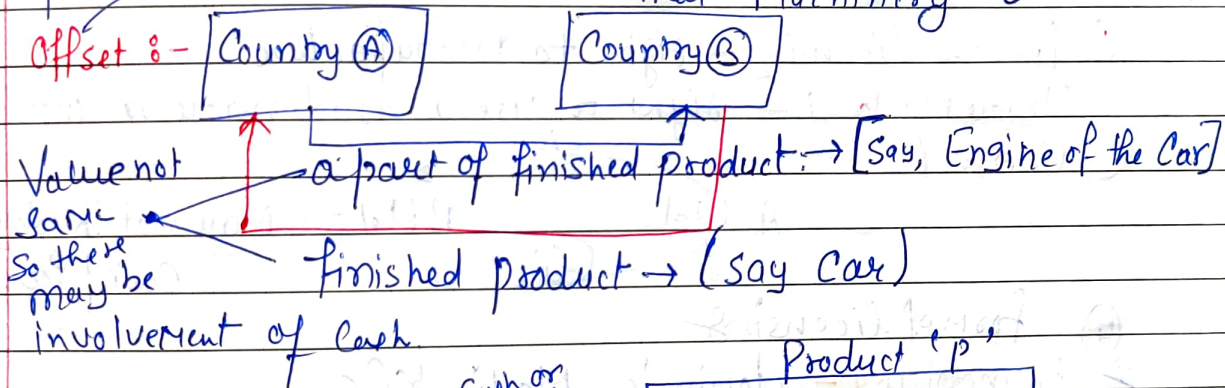 Offset :- Country Ⓐ Country Ⓑ
a part of finished product :→ [Say, Engine of the Car]
Value not
same
so there
may be
involvement of Cash.
finished product → (say Car)
Product 'p'
or